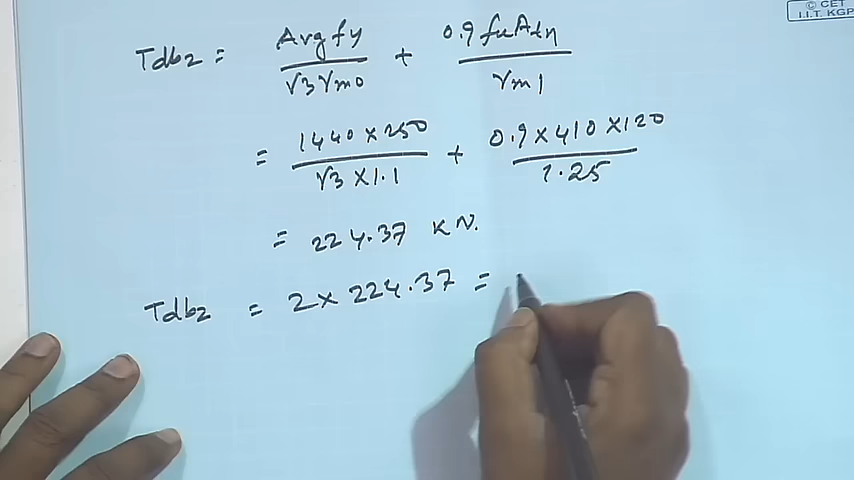 © CET
I.I.T. KGP
Tdb2 = Avg fy / √3 γm0 + 0.9 fu Atn / γm1
= 1440 × 250 / √3 × 1.1 + 0.9 × 410 × 120 / 1.25
= 224.37 KN.
Tdb2 = 2 × 224.37 =